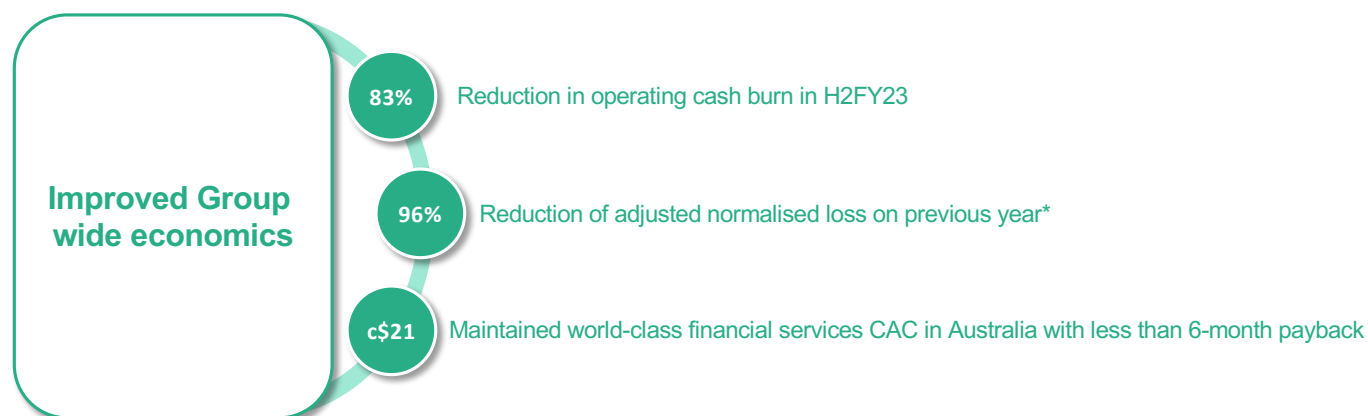 Improved Group
wide economics
83%
Reduction in operating cash burn in H2FY23
96%
Reduction of adjusted normalised loss on previous year*
c$21
Maintained world-class financial services CAC in Australia with less than 6-month payback